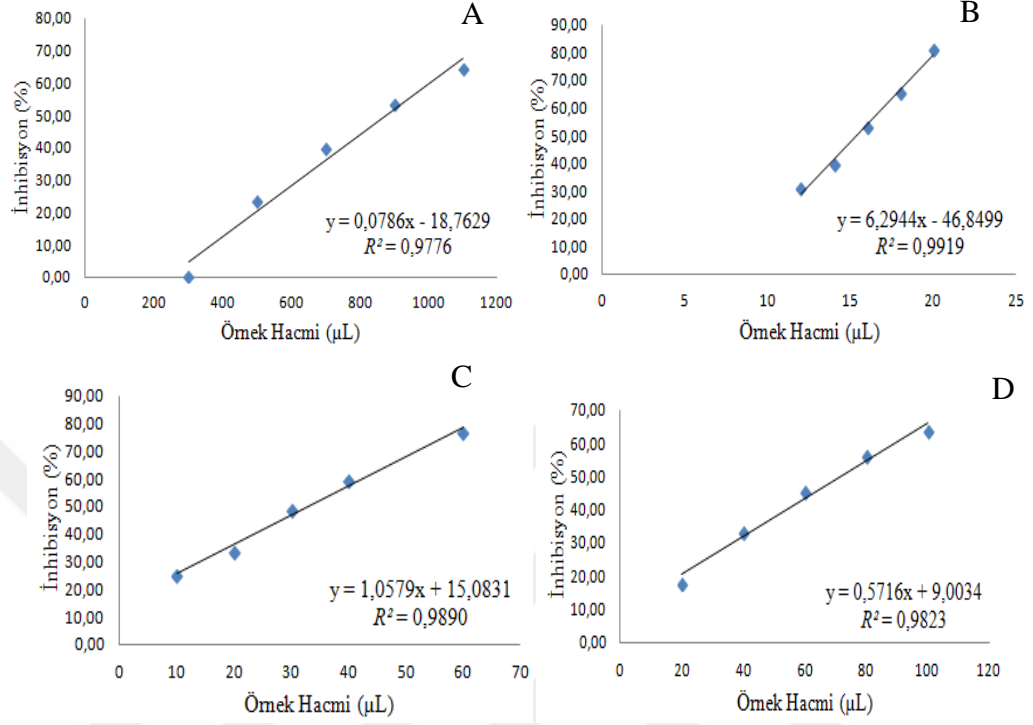 A
İnhibisyon (%)
80,00
70,00
60,00
50,00
40,00
30,00
20,00
10,00
0,00
y = 0,0786x - 18,7629
R² = 0,9776
0 200 400 600 800 1000 1200
Örnek Hacmi (µL)
B
İnhibisyon (%)
90,00
80,00
70,00
60,00
50,00
40,00
30,00
20,00
10,00
0,00
y = 6,2944x - 46,8499
R² = 0,9919
0 5 10 15 20 25
Örnek Hacmi (µL)
C
İnhibisyon (%)
90,00
80,00
70,00
60,00
50,00
40,00
30,00
20,00
10,00
0,00
y = 1,0579x + 15,0831
R² = 0,9890
0 10 20 30 40 50 60 70
Örnek Hacmi (µL)
D
İnhibisyon (%)
70,00
60,00
50,00
40,00
30,00
20,00
10,00
0,00
y = 0,5716x + 9,0034
R² = 0,9823
0 20 40 60 80 100 120
Örnek Hacmi (µL)